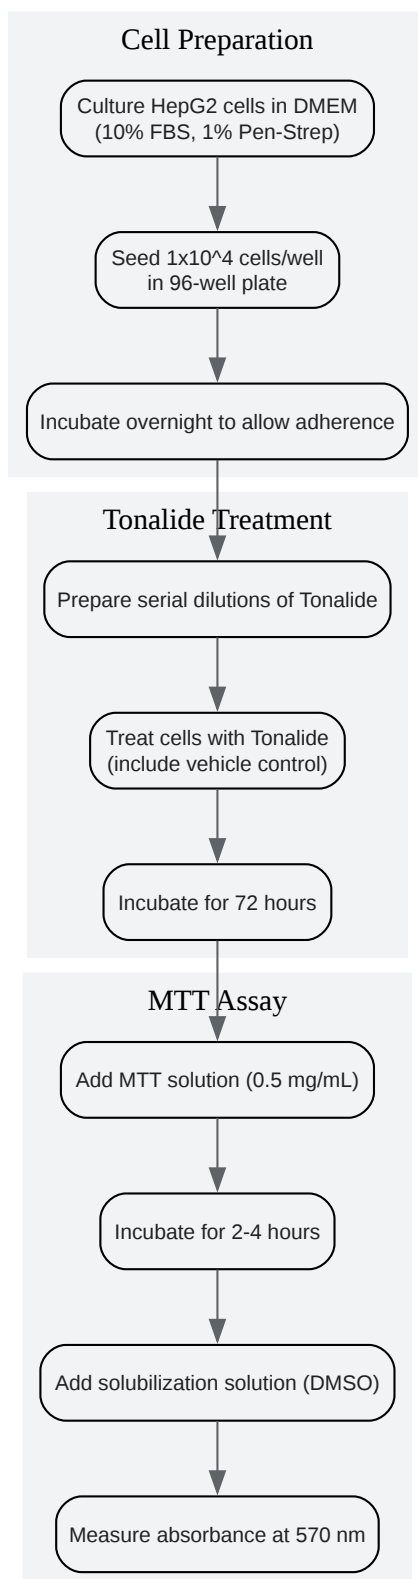 Cell Preparation
Culture HepG2 cells in DMEM
(10% FBS, 1% Pen-Strep)
Seed 1x10^4 cells/well
in 96-well plate
Incubate overnight to allow adherence
Tonalide Treatment
Prepare serial dilutions of Tonalide
Treat cells with Tonalide
(include vehicle control)
Incubate for 72 hours
MTT Assay
Add MTT solution (0.5 mg/mL)
Incubate for 2-4 hours
Add solubilization solution (DMSO)
Measure absorbance at 570 nm